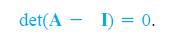 det(A − I) = 0.